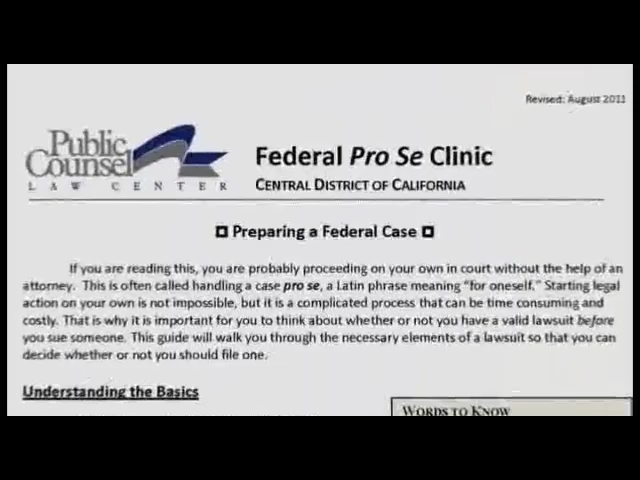 Revised: August 2011
Public
Counsel
LAW CENTER
Federal Pro Se Clinic
CENTRAL DISTRICT OF CALIFORNIA
Preparing a Federal Case
If you are reading this, you are probably proceeding on your own in court without the help of an
attorney. This is often called handling a case pro se, a Latin phrase meaning “for oneself.” Starting legal
action on your own is not impossible, but it is a complicated process that can be time consuming and
costly. That is why it is important for you to think about whether or not you have a valid lawsuit before
you sue someone. This guide will walk you through the necessary elements of a lawsuit so that you can
decide whether or not you should file one.
Understanding the Basics
WORDS TO KNOW